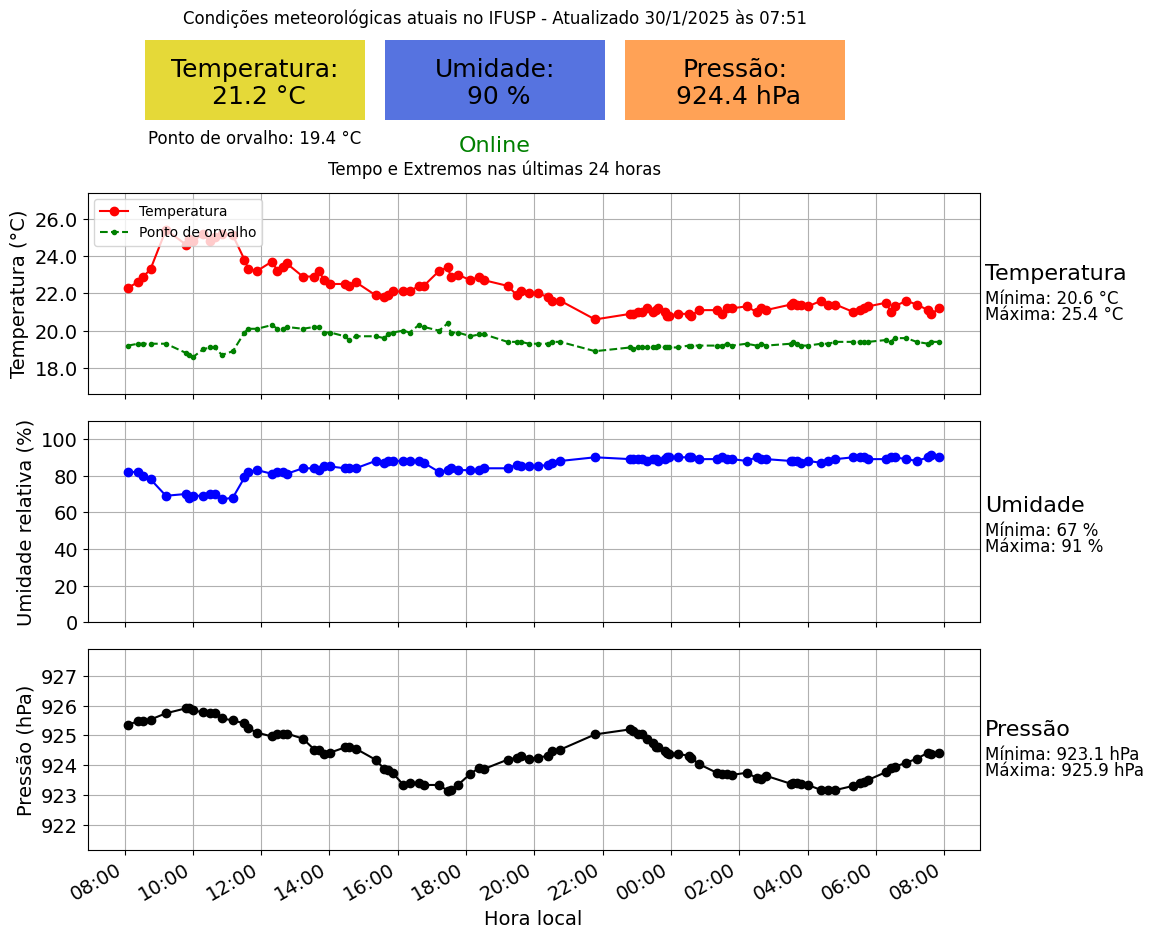 Condições meteorológicas atuais no IFUSP - Atualizado 30/1/2025 às 07:51
Temperatura:
21.2 °C
Umidade:
90 %
Pressão:
924.4 hPa
Ponto de orvalho: 19.4 °C
Online
Tempo e Extremos nas últimas 24 horas
Temperatura (°C)
26.0
24.0
22.0
20.0
18.0
Temperatura
Ponto de orvalho
Temperatura
Mínima: 20.6 °C
Máxima: 25.4 °C
Umidade relativa (%)
100
80
60
40
20
0
Umidade
Mínima: 67 %
Máxima: 91 %
Pressão (hPa)
927
926
925
924
923
922
Pressão
Mínima: 923.1 hPa
Máxima: 925.9 hPa
08:00 10:00 12:00 14:00 16:00 18:00 20:00 22:00 00:00 02:00 04:00 06:00 08:00
Hora local